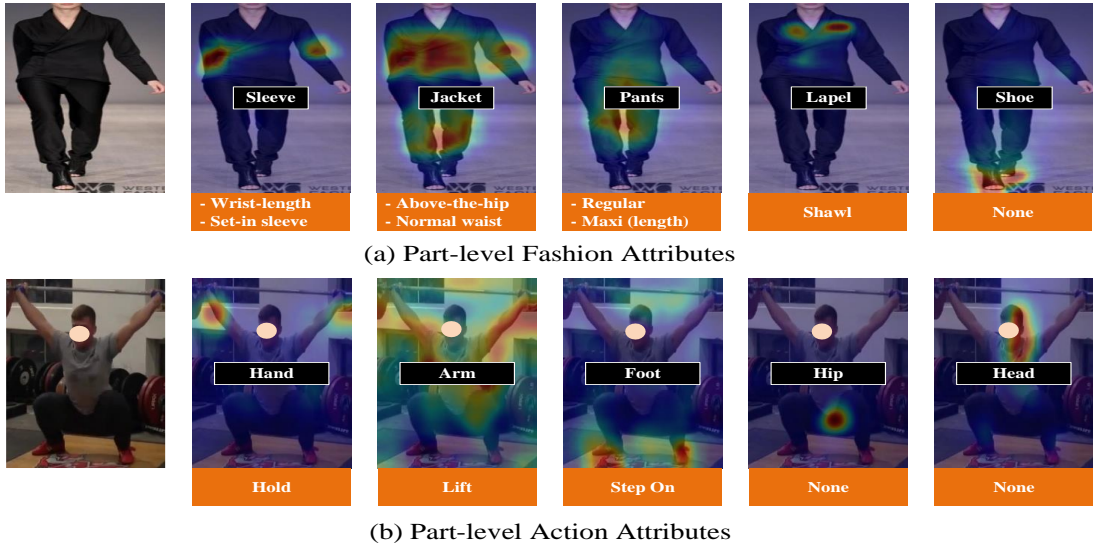 Sleeve
Jacket
Pants
Lapel
Shoe
- Wrist-length
- Set-in sleeve
- Above-the-hip
- Normal waist
- Regular
- Maxi (length)
Shawl
None
(a) Part-level Fashion Attributes
Hand
Arm
Foot
Hip
Head
Hold
Lift
Step On
None
None
(b) Part-level Action Attributes